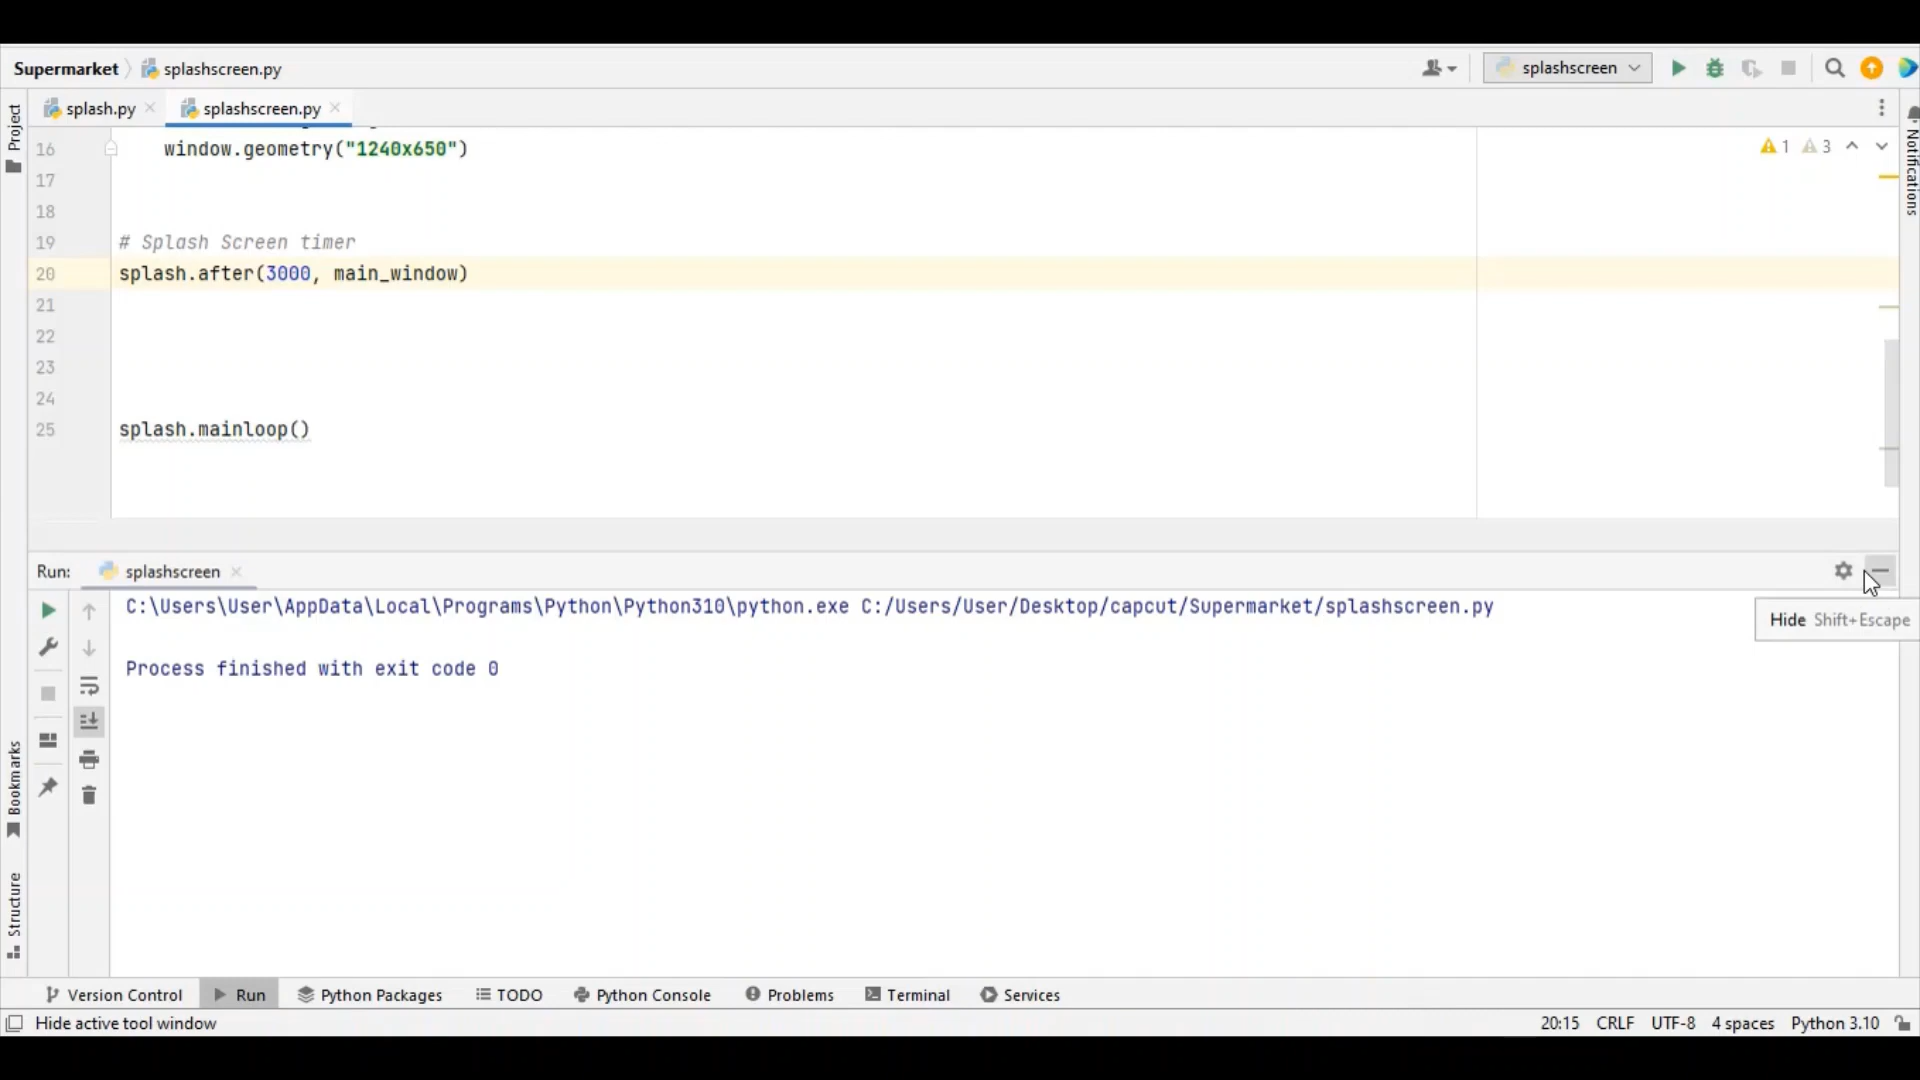 Supermarket splashscreen.py splashscreen
splash.py splashscreen.py
Project
Notifications
16 window.geometry("1240x650")
1 3
17
18
19 # Splash Screen timer
20 splash.after(3000, main_window)
21
22
23
24
25 splash.mainloop()
Run: splashscreen
C:\Users\User\AppData\Local\Programs\Python\Python310\python.exe C:/Users/User/Desktop/capcut/Supermarket/splashscreen.py
Hide Shift+Escape
Process finished with exit code 0
Bookmarks
Structure
Version Control Run Python Packages TODO Python Console Problems Terminal Services
Hide active tool window 20:15 CRLF UTF-8 4 spaces Python 3.10